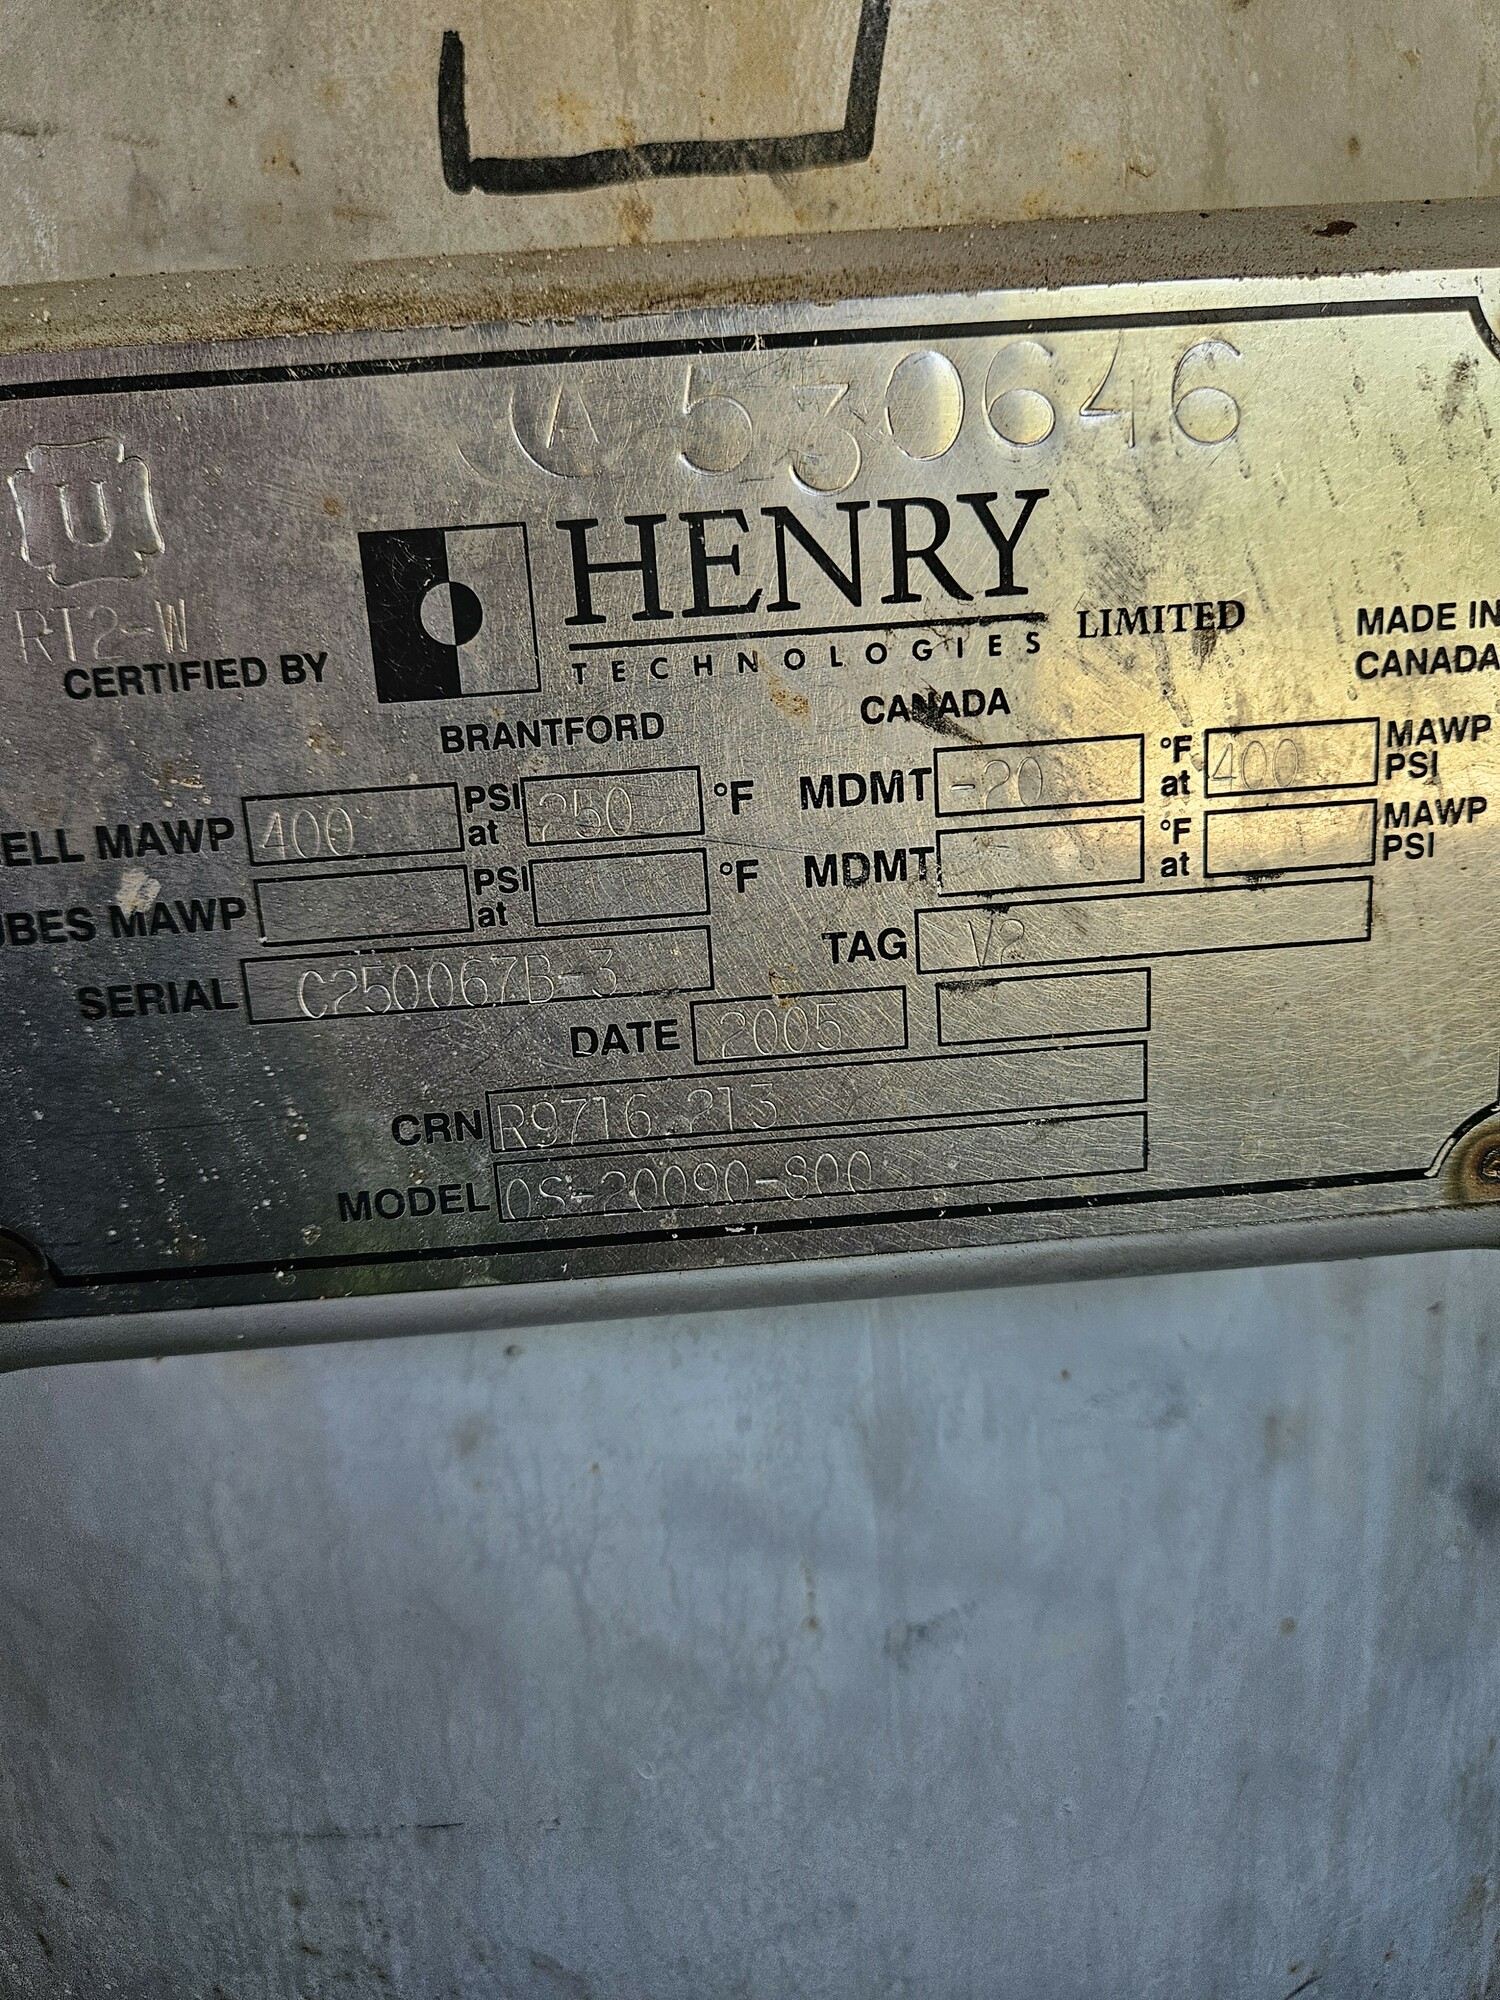 A 530646
U
RT2-W
CERTIFIED BY
HENRY
TECHNOLOGIES LIMITED
MADE IN
CANADA
BRANTFORD CANADA
ELL MAWP 400 PSI at 250 °F MDMT -20 °F at 400 MAWP PSI
UBES MAWP PSI at °F MDMT °F at MAWP PSI
SERIAL C250067B-3 TAG V2
DATE 2005
CRN R9716.213
MODEL OS-20090-800